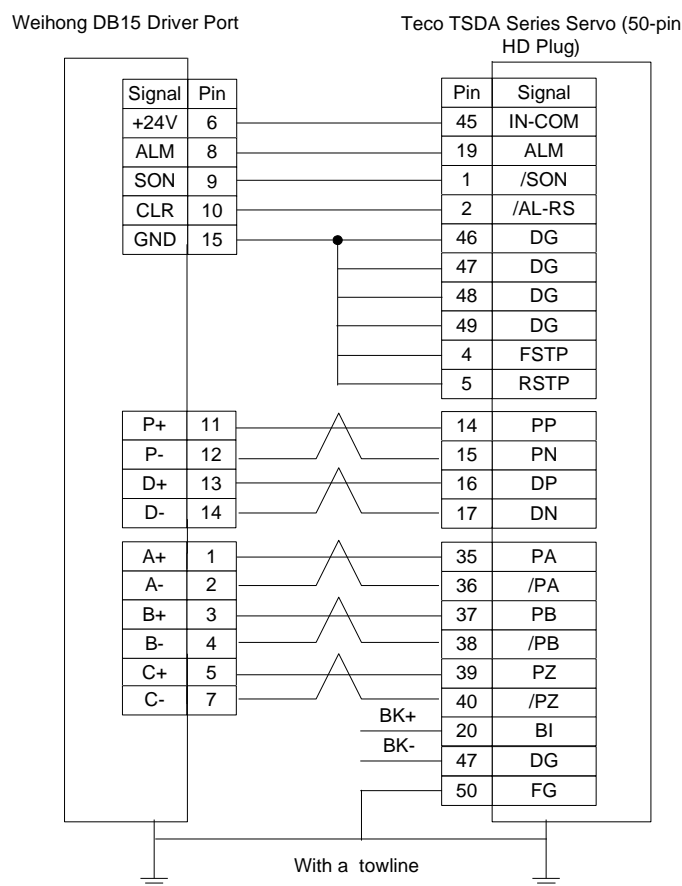 Weihong DB15 Driver Port
Teco TSDA Series Servo (50-pin
HD Plug)
Signal Pin
+24V 6
ALM 8
SON 9
CLR 10
GND 15
P+ 11
P- 12
D+ 13
D- 14
A+ 1
A- 2
B+ 3
B- 4
C+ 5
C- 7
Pin Signal
45 IN-COM
19 ALM
1 /SON
2 /AL-RS
46 DG
47 DG
48 DG
49 DG
4 FSTP
5 RSTP
14 PP
15 PN
16 DP
17 DN
35 PA
36 /PA
37 PB
38 /PB
39 PZ
40 /PZ
BK+ 20 BI
BK- 47 DG
50 FG
With a towline